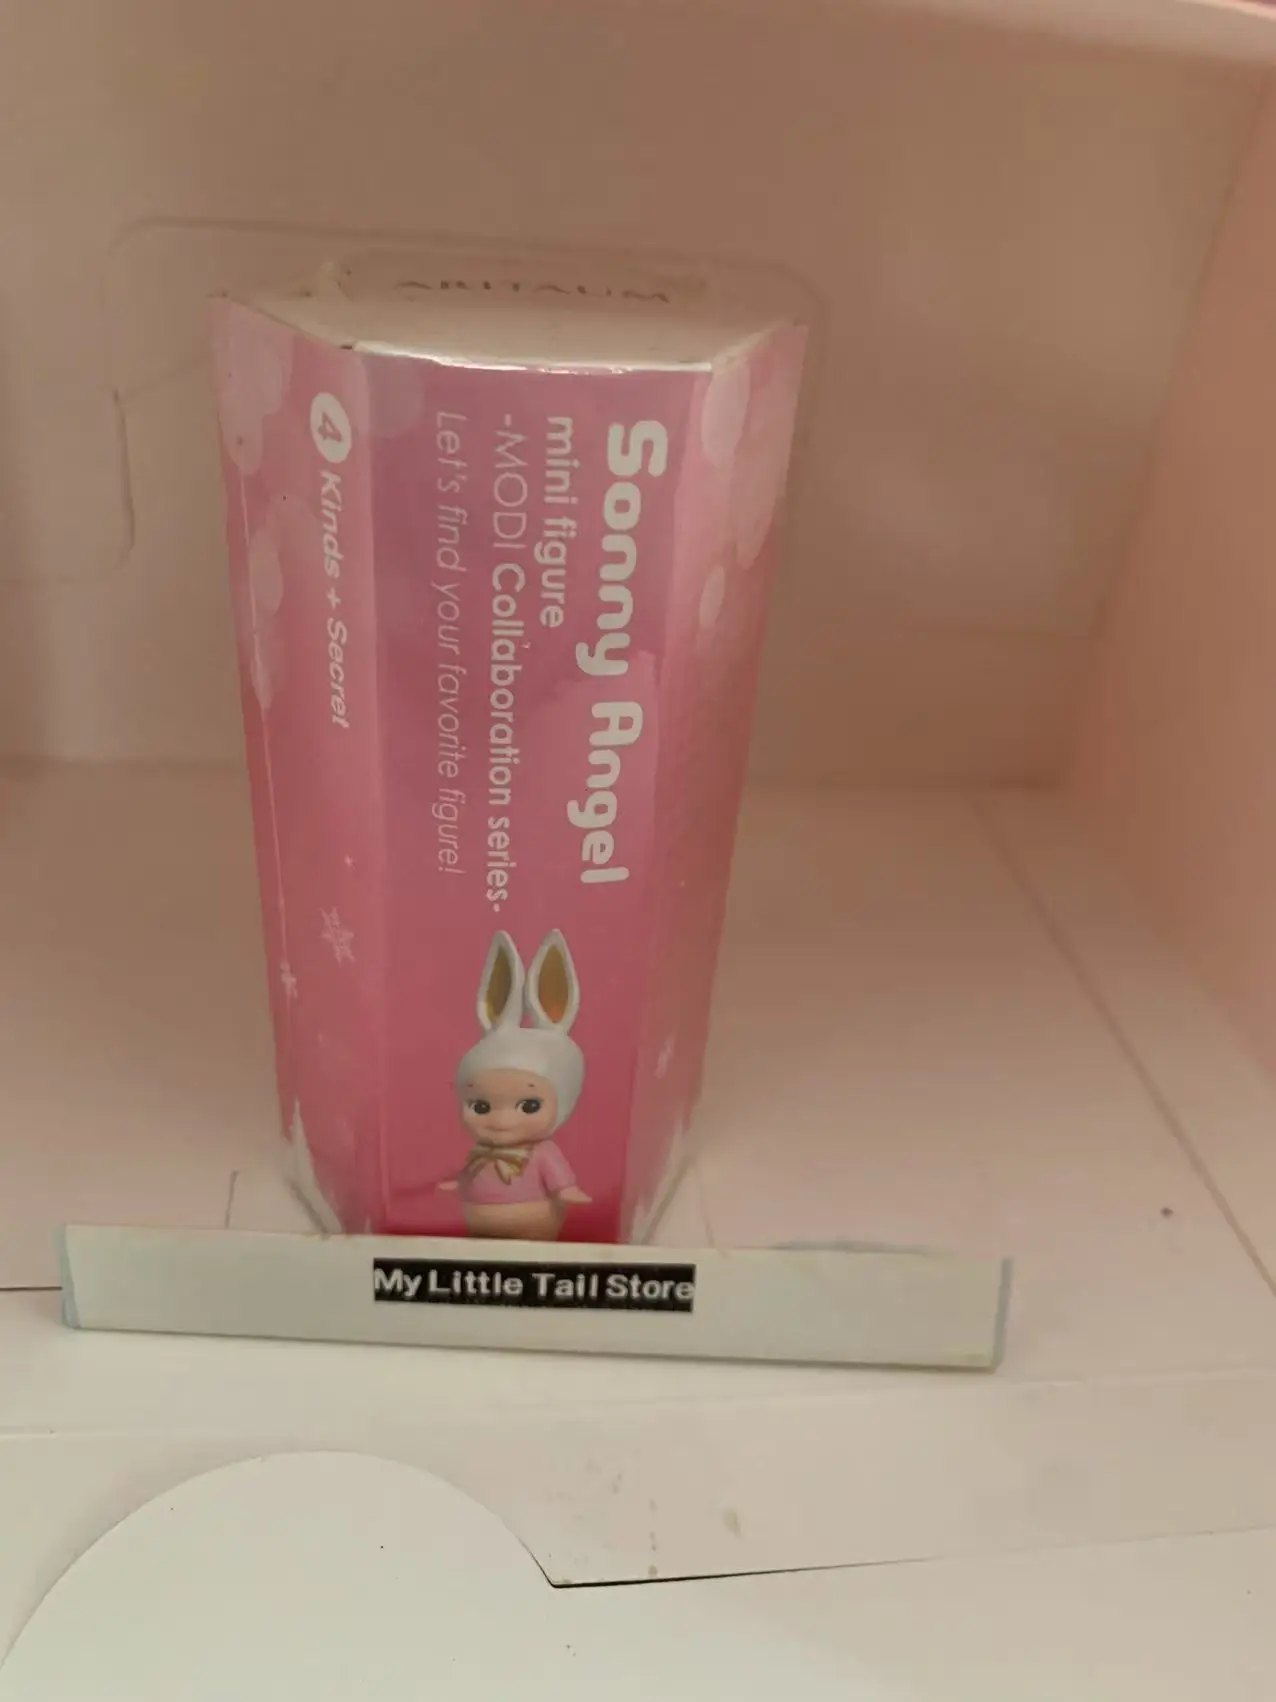 ARITAUM
Sonny Angel
mini figure
-MODI Collaboration series-
Let's find your favorite figure!
4 Kinds + Secret
My Little Tail Store